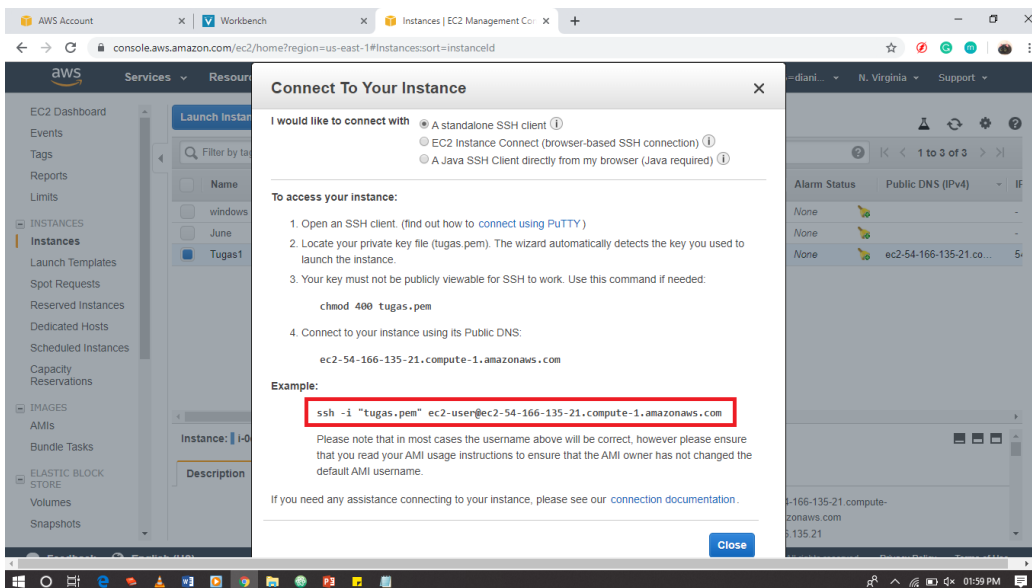 AWS Account
Workbench
Instances | EC2 Management Con
console.aws.amazon.com/ec2/home?region=us-east-1#Instances:sort=instanceId
aws
Services
N. Virginia
Support
EC2 Dashboard
Events
Tags
Reports
Limits
INSTANCES
Instances
Launch Templates
Spot Requests
Reserved Instances
Dedicated Hosts
Scheduled Instances
Capacity
Reservations
IMAGES
AMIs
Bundle Tasks
ELASTIC BLOCK
STORE
Volumes
Snapshots
Name
windows
June
Tugas1
1 to 3 of 3
Alarm Status
Public DNS (IPv4)
None
None
None
ec2-54-166-135-21.co...
Instance:
Description
Connect To Your Instance
I would like to connect with
A standalone SSH client
EC2 Instance Connect (browser-based SSH connection)
A Java SSH Client directly from my browser (Java required)
To access your instance:
1. Open an SSH client. (find out how to connect using PuTTY)
2. Locate your private key file (tugas.pem). The wizard automatically detects the key you used to
launch the instance.
3. Your key must not be publicly viewable for SSH to work. Use this command if needed:
chmod 400 tugas.pem
4. Connect to your instance using its Public DNS:
ec2-54-166-135-21.compute-1.amazonaws.com
Example:
ssh -i "tugas.pem" ec2-user@ec2-54-166-135-21.compute-1.amazonaws.com
Please note that in most cases the username above will be correct, however please ensure
that you read your AMI usage instructions to ensure that the AMI owner has not changed the
default AMI username.
If you need any assistance connecting to your instance, please see our connection documentation.
Close
01:59 PM